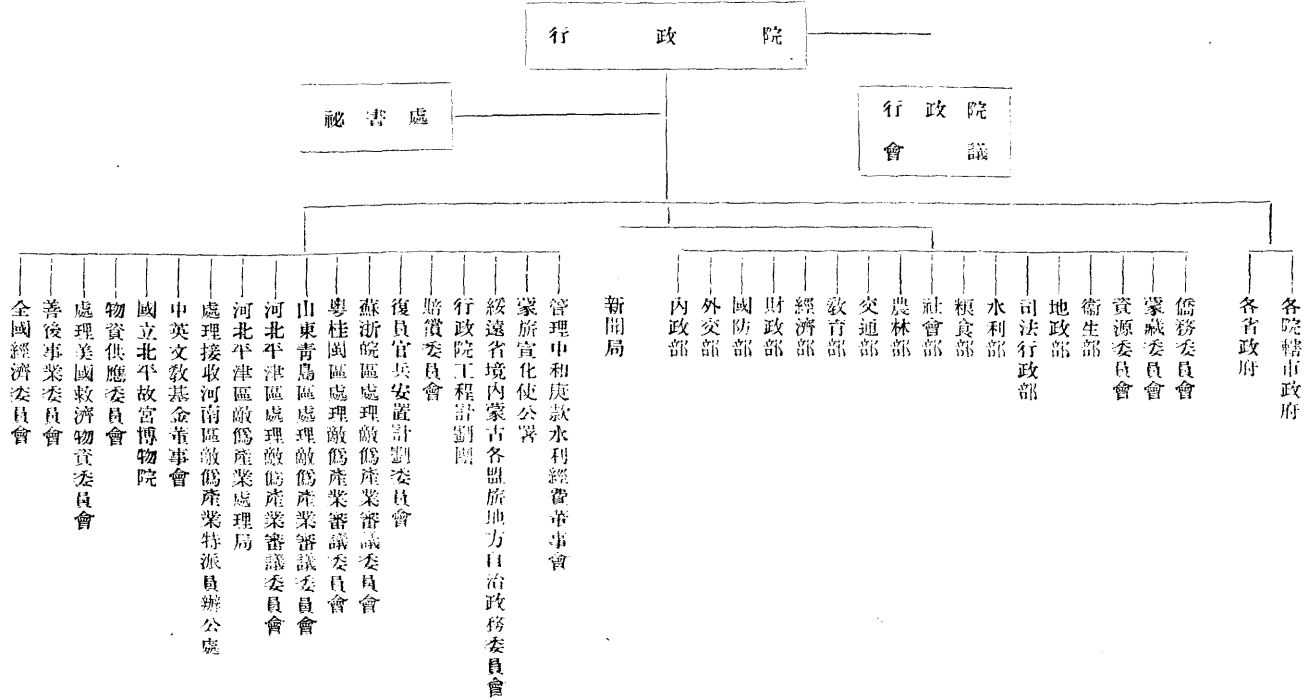 行政院
秘書處
行政院
會議
各院轄市政府
各省政府
僑務委員會
蒙藏委員會
資源委員會
衞生部
地政部
司法行政部
水利部
粮食部
社會部
農林部
交通部
敎育部
經濟部
財政部
國防部
外交部
內政部
新聞局
管理中和庚款水利經費董事會
蒙旂宣化使公署
綏遠省境內蒙古各盟旂地方自治政務委員會
行政院工程計劃團
賠償委員會
復員官兵安置計劃委員會
蘇浙皖區處理敵僞產業審議委員會
粵桂閩區處理敵僞產業審議委員會
山東靑島區處理敵僞產業審議委員會
河北平津區處理敵僞產業審議委員會
河北平津區敵僞產業處理局
處理接收河南區敵僞產業特派員辦公處
中英文敎基金董事會
國立北平故宮博物院
物資供應委員會
處理美國救濟物資委員會
善後事業委員會
全國經濟委員會